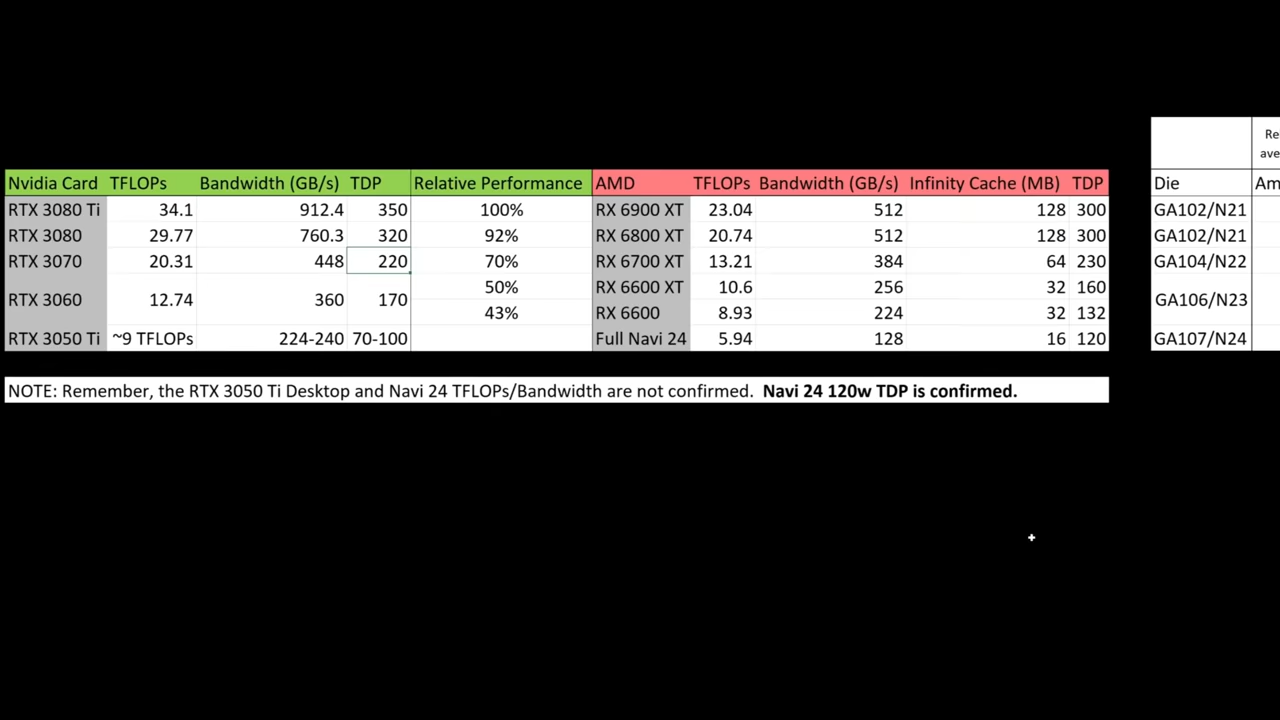 Re
ave
Nvidia Card TFLOPs Bandwidth (GB/s) TDP Relative Performance AMD TFLOPs Bandwidth (GB/s) Infinity Cache (MB) TDP Die Am
RTX 3080 Ti 34.1 912.4 350 100% RX 6900 XT 23.04 512 128 300 GA102/N21
RTX 3080 29.77 760.3 320 92% RX 6800 XT 20.74 512 128 300 GA102/N21
RTX 3070 20.31 448 220 70% RX 6700 XT 13.21 384 64 230 GA104/N22
50% RX 6600 XT 10.6 256 32 160
RTX 3060 12.74 360 170 GA106/N23
43% RX 6600 8.93 224 32 132
RTX 3050 Ti ~9 TFLOPs 224-240 70-100 Full Navi 24 5.94 128 16 120 GA107/N24
NOTE: Remember, the RTX 3050 Ti Desktop and Navi 24 TFLOPs/Bandwidth are not confirmed. Navi 24 120w TDP is confirmed.